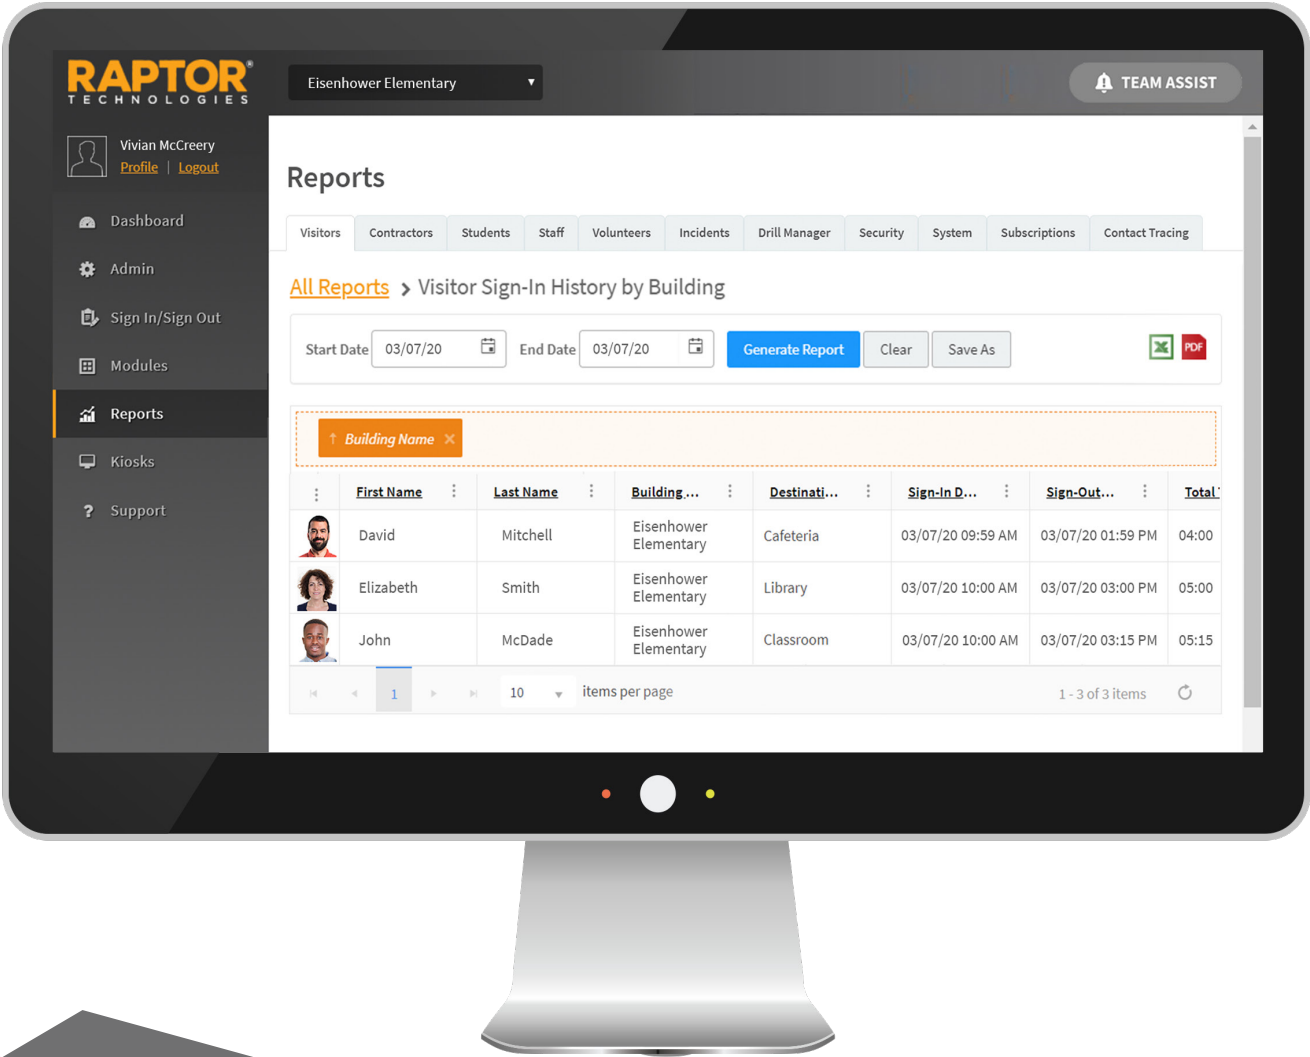 RAPTOR®
TECHNOLOGIES
Eisenhower Elementary
TEAM ASSIST
Vivian McCreery
Profile | Logout
Dashboard
Admin
Sign In/Sign Out
Modules
Reports
Kiosks
Support
Reports
Visitors Contractors Students Staff Volunteers Incidents Drill Manager Security System Subscriptions Contact Tracing
All Reports > Visitor Sign-In History by Building
Start Date 03/07/20 End Date 03/07/20 Generate Report Clear Save As PDF
↑ Building Name ×
First Name Last Name Building ... Destinati... Sign-In D... Sign-Out... Total
David Mitchell Eisenhower Elementary Cafeteria 03/07/20 09:59 AM 03/07/20 01:59 PM 04:00
Elizabeth Smith Eisenhower Elementary Library 03/07/20 10:00 AM 03/07/20 03:00 PM 05:00
John McDade Eisenhower Elementary Classroom 03/07/20 10:00 AM 03/07/20 03:15 PM 05:15
1 10 items per page 1 - 3 of 3 items